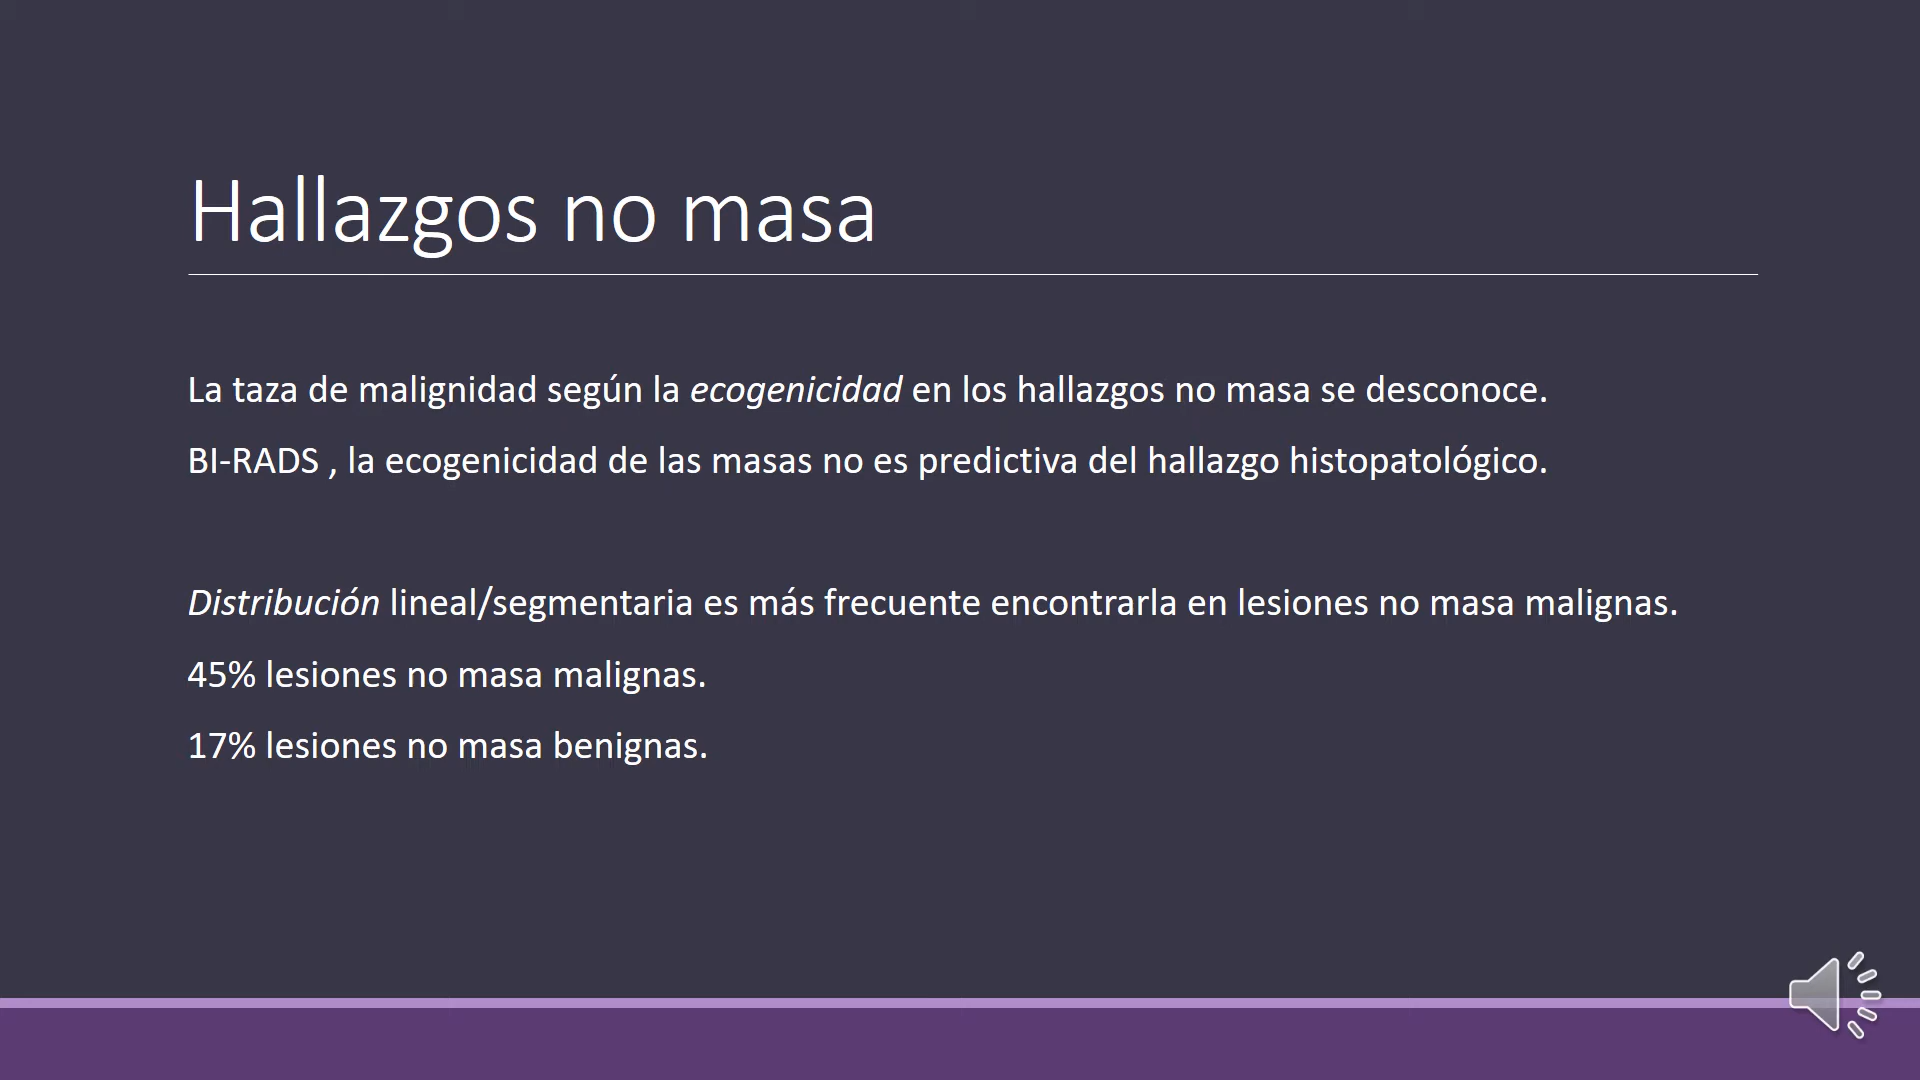 Hallazgos no masa
La taza de malignidad según la ecogenicidad en los hallazgos no masa se desconoce.
BI-RADS , la ecogenicidad de las masas no es predictiva del hallazgo histopatológico.
Distribución lineal/segmentaria es más frecuente encontrarla en lesiones no masa malignas.
45% lesiones no masa malignas.
17% lesiones no masa benignas.